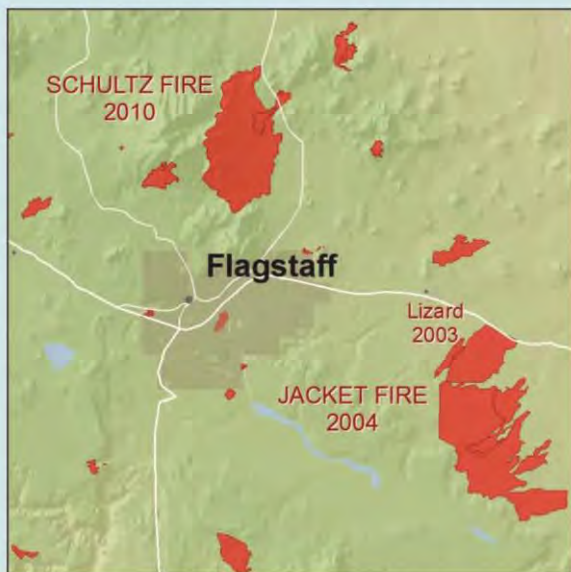 SCHULTZ FIRE
2010
Flagstaff
Lizard
2003
JACKET FIRE
2004